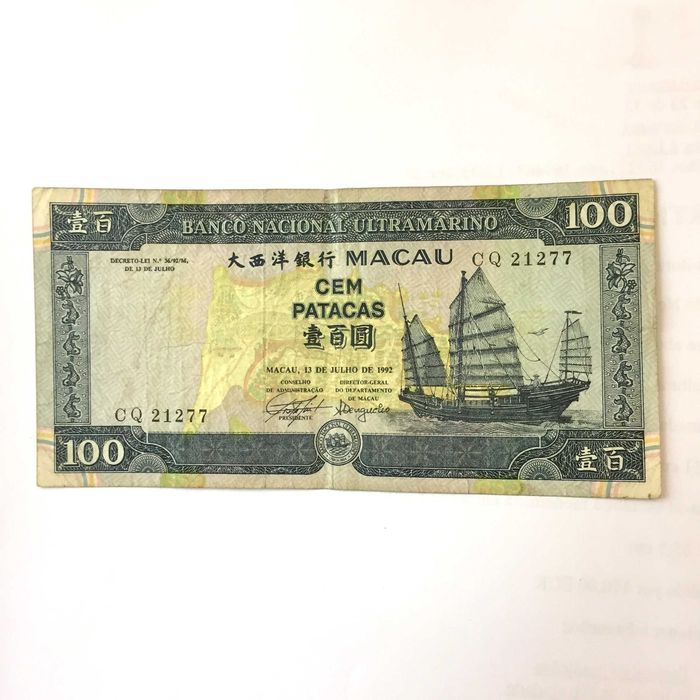 壹百 BANCO NACIONAL ULTRAMARINO 100
大西洋銀行 MACAU CQ 21277
DECRETO-LEI N.º 36/92/M,
DE 13 DE JULHO
CEM
PATACAS
壹百圓
MACAU, 13 DE JULHO DE 1992
CONSELHO
DE ADMINISTRAÇÃO
PRESIDENTE
DIRECTOR-GERAL
DO DEPARTAMENTO
DE MACAU
CQ 21277
100 壹百